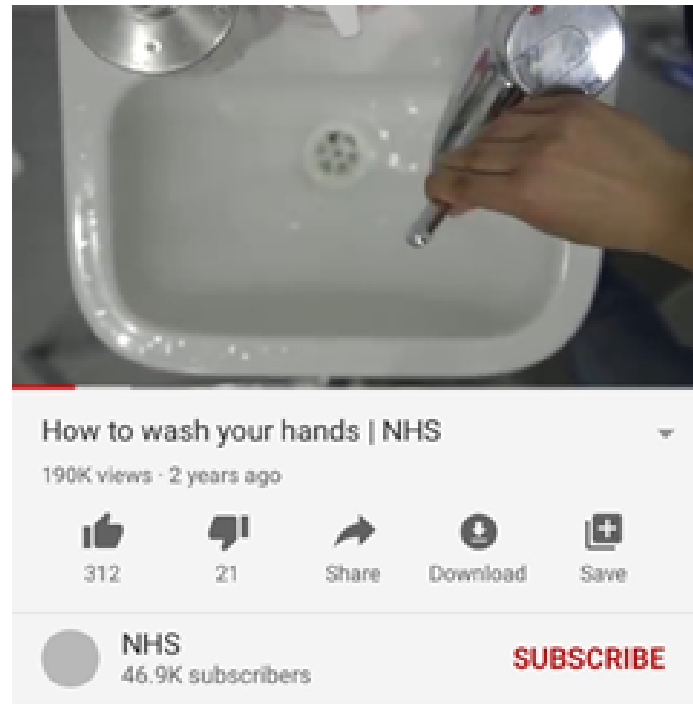 How to wash your hands | NHS
190K views · 2 years ago
312 21 Share Download Save
NHS
46.9K subscribers
SUBSCRIBE